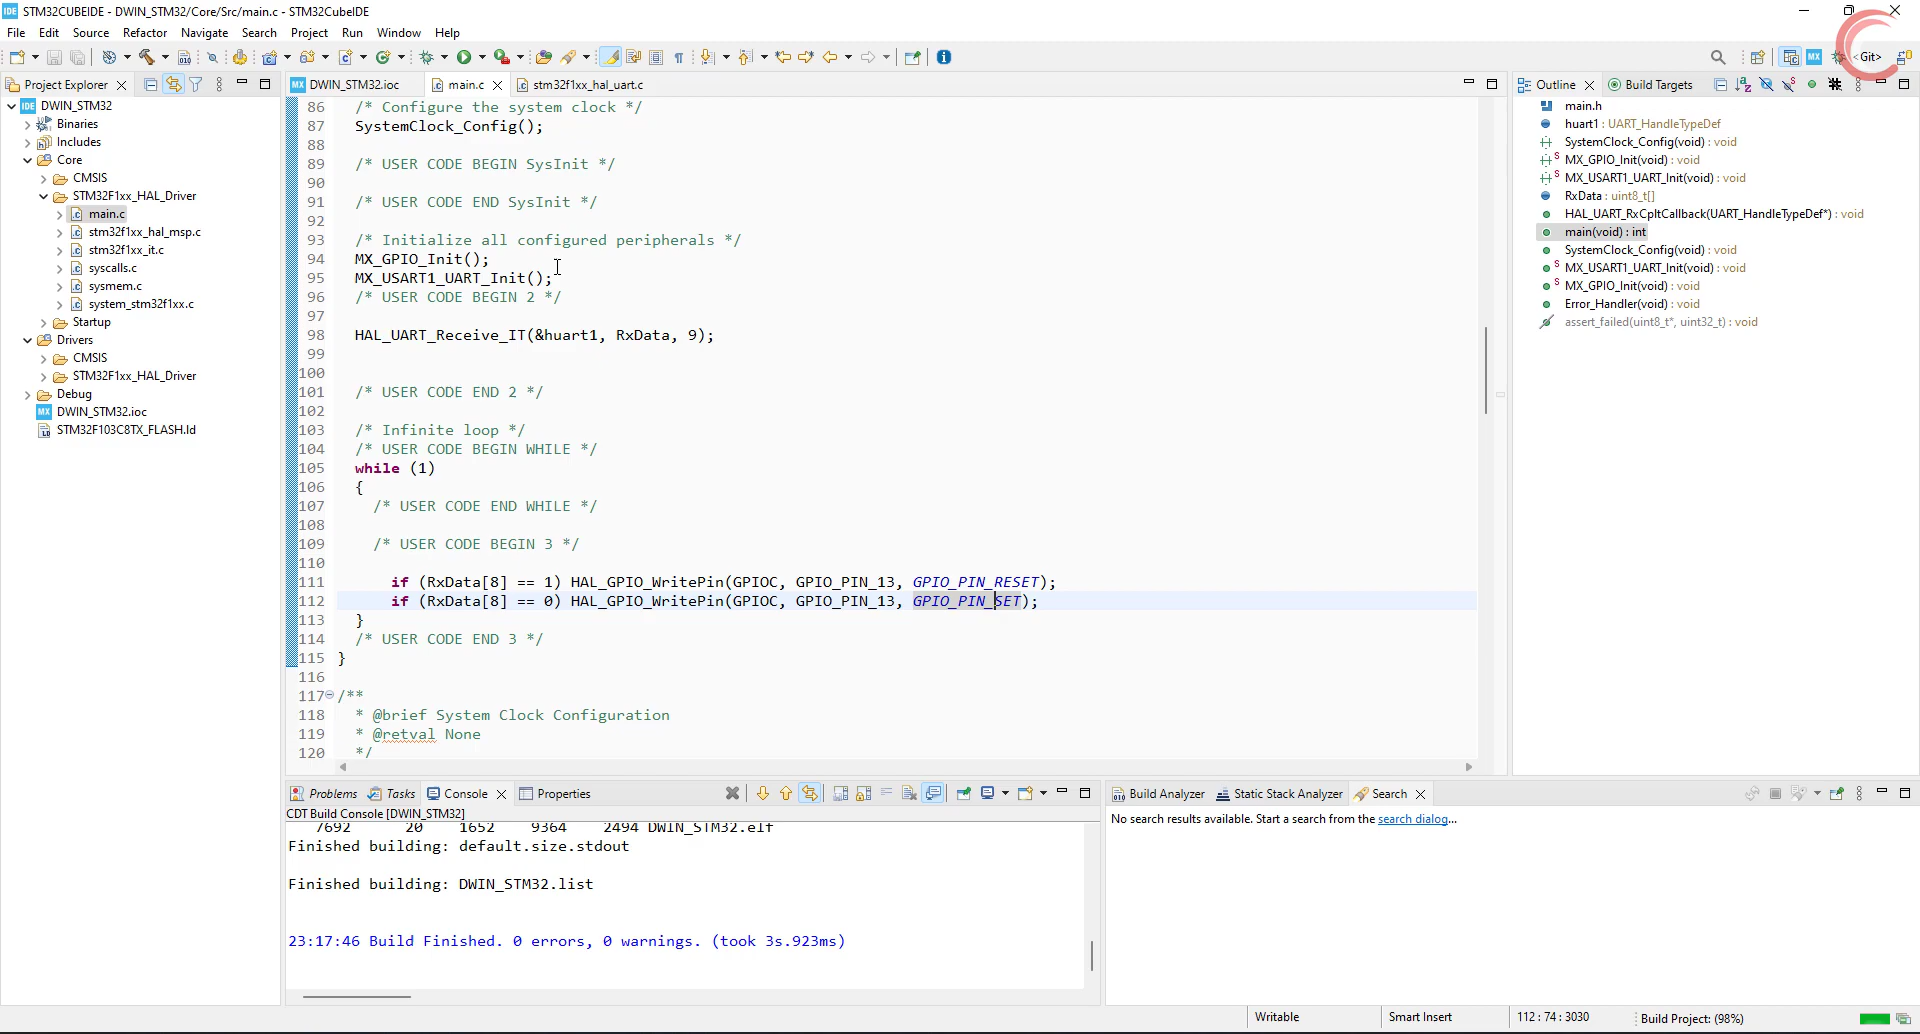 STM32CUBEIDE - DWIN_STM32/Core/Src/main.c - STM32CubeIDE
File Edit Source Refactor Navigate Search Project Run Window Help
<Git>
Project Explorer
DWIN_STM32
Binaries
Includes
Core
CMSIS
STM32F1xx_HAL_Driver
main.c
stm32f1xx_hal_msp.c
stm32f1xx_it.c
syscalls.c
sysmem.c
system_stm32f1xx.c
Startup
Drivers
CMSIS
STM32F1xx_HAL_Driver
Debug
DWIN_STM32.ioc
STM32F103C8TX_FLASH.ld
DWIN_STM32.ioc main.c stm32f1xx_hal_uart.c
86 /* Configure the system clock */
87 SystemClock_Config();
88
89 /* USER CODE BEGIN SysInit */
90
91 /* USER CODE END SysInit */
92
93 /* Initialize all configured peripherals */
94 MX_GPIO_Init();
95 MX_USART1_UART_Init();
96 /* USER CODE BEGIN 2 */
97
98 HAL_UART_Receive_IT(&huart1, RxData, 9);
99
100
101 /* USER CODE END 2 */
102
103 /* Infinite loop */
104 /* USER CODE BEGIN WHILE */
105 while (1)
106 {
107 /* USER CODE END WHILE */
108
109 /* USER CODE BEGIN 3 */
110
111 if (RxData[8] == 1) HAL_GPIO_WritePin(GPIOC, GPIO_PIN_13, GPIO_PIN_RESET);
112 if (RxData[8] == 0) HAL_GPIO_WritePin(GPIOC, GPIO_PIN_13, GPIO_PIN_SET);
113 }
114 /* USER CODE END 3 */
115 }
116
117 /**
118 * @brief System Clock Configuration
119 * @retval None
120 */
Outline Build Targets
main.h
huart1 : UART_HandleTypeDef
SystemClock_Config(void) : void
MX_GPIO_Init(void) : void
MX_USART1_UART_Init(void) : void
RxData : uint8_t[]
HAL_UART_RxCpltCallback(UART_HandleTypeDef*) : void
main(void) : int
SystemClock_Config(void) : void
MX_USART1_UART_Init(void) : void
MX_GPIO_Init(void) : void
Error_Handler(void) : void
assert_failed(uint8_t*, uint32_t) : void
Problems Tasks Console Properties
CDT Build Console [DWIN_STM32]
7692 20 1652 9364 2494 DWIN_STM32.elf
Finished building: default.size.stdout
Finished building: DWIN_STM32.list
23:17:46 Build Finished. 0 errors, 0 warnings. (took 3s.923ms)
Build Analyzer Static Stack Analyzer Search
No search results available. Start a search from the search dialog...
Writable Smart Insert 112 : 74 : 3030 Build Project: (98%)